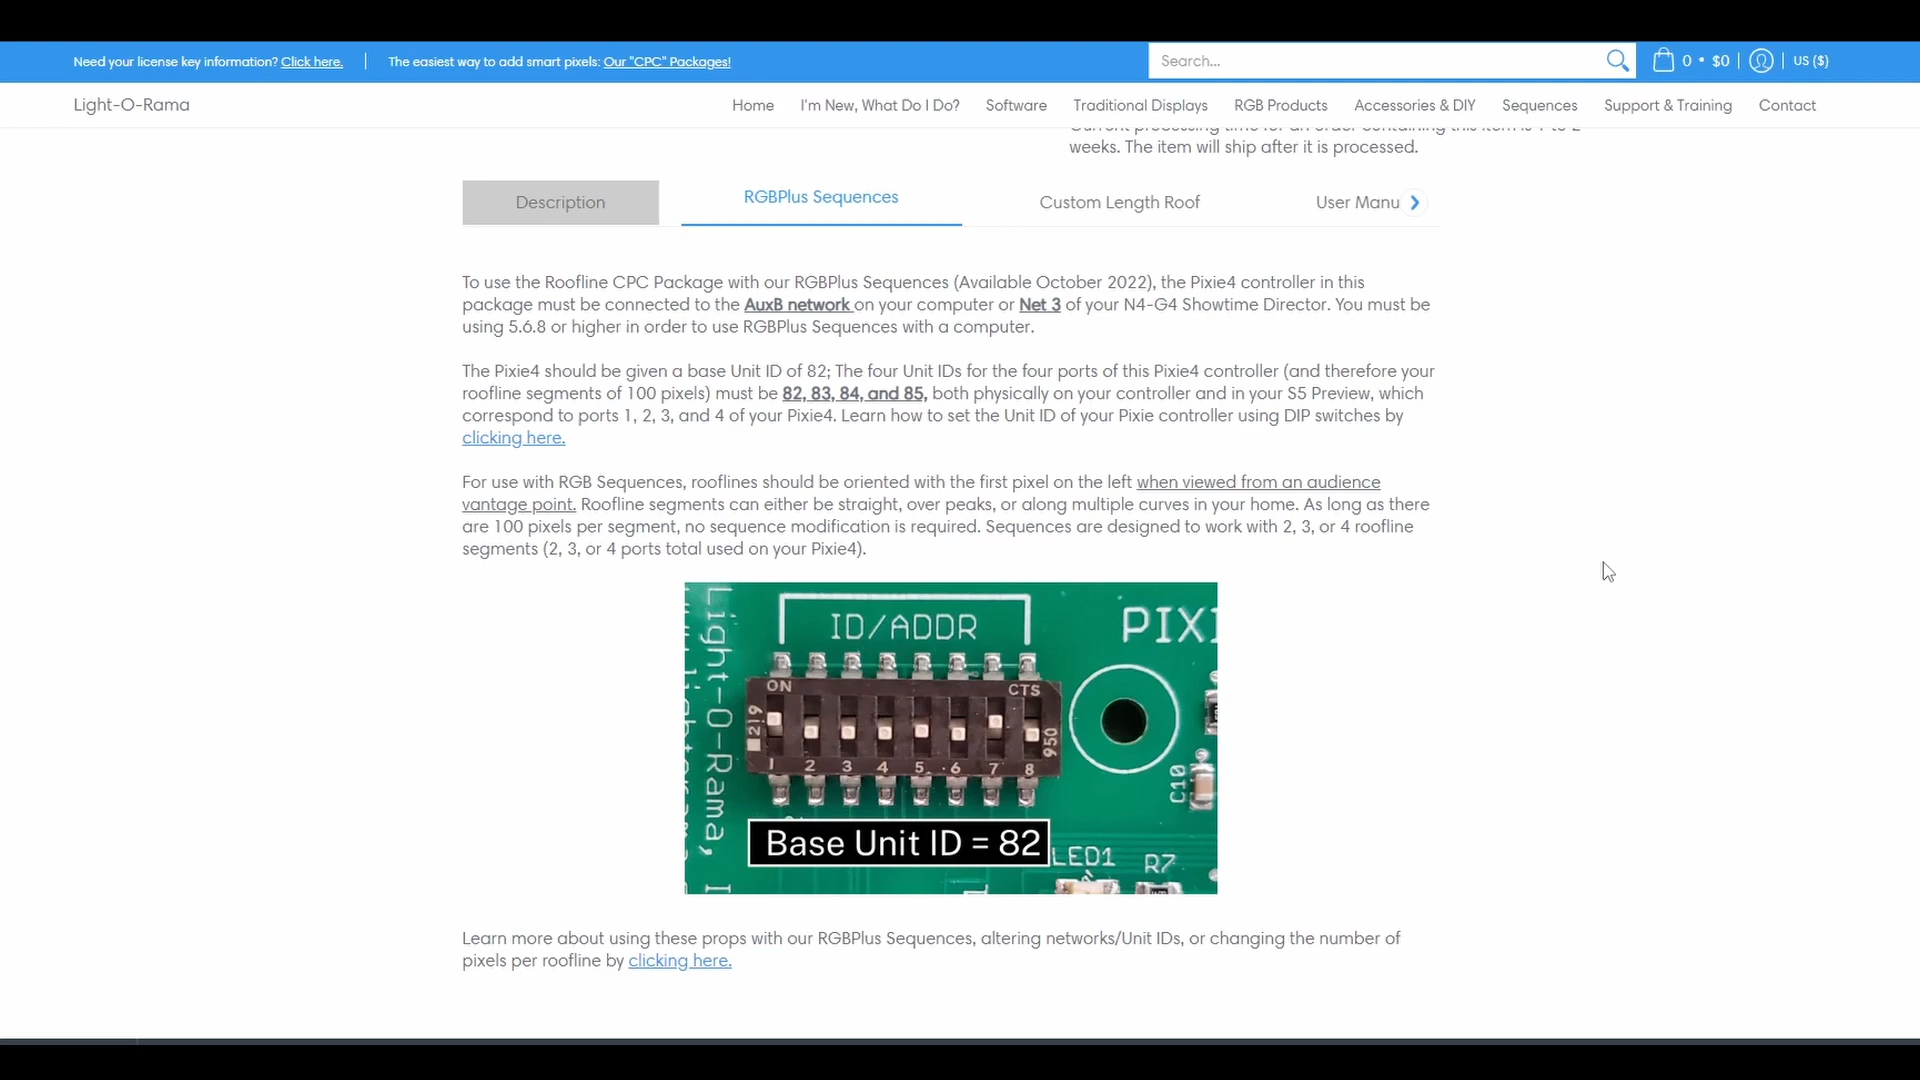 Need your license key information? Click here.
The easiest way to add smart pixels: Our "CPC" Packages!
Search...
0 • $0
US ($)
Light-O-Rama
Home
I'm New, What Do I Do?
Software
Traditional Displays
RGB Products
Accessories & DIY
Sequences
Support & Training
Contact
Current processing time for an order containing this item is 1 to 2
weeks. The item will ship after it is processed.
Description
RGBPlus Sequences
Custom Length Roof
User Manu
To use the Roofline CPC Package with our RGBPlus Sequences (Available October 2022), the Pixie4 controller in this
package must be connected to the AuxB network on your computer or Net 3 of your N4-G4 Showtime Director. You must be
using 5.6.8 or higher in order to use RGBPlus Sequences with a computer.
The Pixie4 should be given a base Unit ID of 82; The four Unit IDs for the four ports of this Pixie4 controller (and therefore your
roofline segments of 100 pixels) must be 82, 83, 84, and 85, both physically on your controller and in your S5 Preview, which
correspond to ports 1, 2, 3, and 4 of your Pixie4. Learn how to set the Unit ID of your Pixie controller using DIP switches by
clicking here.
For use with RGB Sequences, rooflines should be oriented with the first pixel on the left when viewed from an audience
vantage point. Roofline segments can either be straight, over peaks, or along multiple curves in your home. As long as there
are 100 pixels per segment, no sequence modification is required. Sequences are designed to work with 2, 3, or 4 roofline
segments (2, 3, or 4 ports total used on your Pixie4).
Light-O-Rama, I
ID/ADDR
PIXI
ON
CTS
219
950
1 2 3 4 5 6 7 8
C10
Base Unit ID = 82
LED1
R7
Learn more about using these props with our RGBPlus Sequences, altering networks/Unit IDs, or changing the number of
pixels per roofline by clicking here.